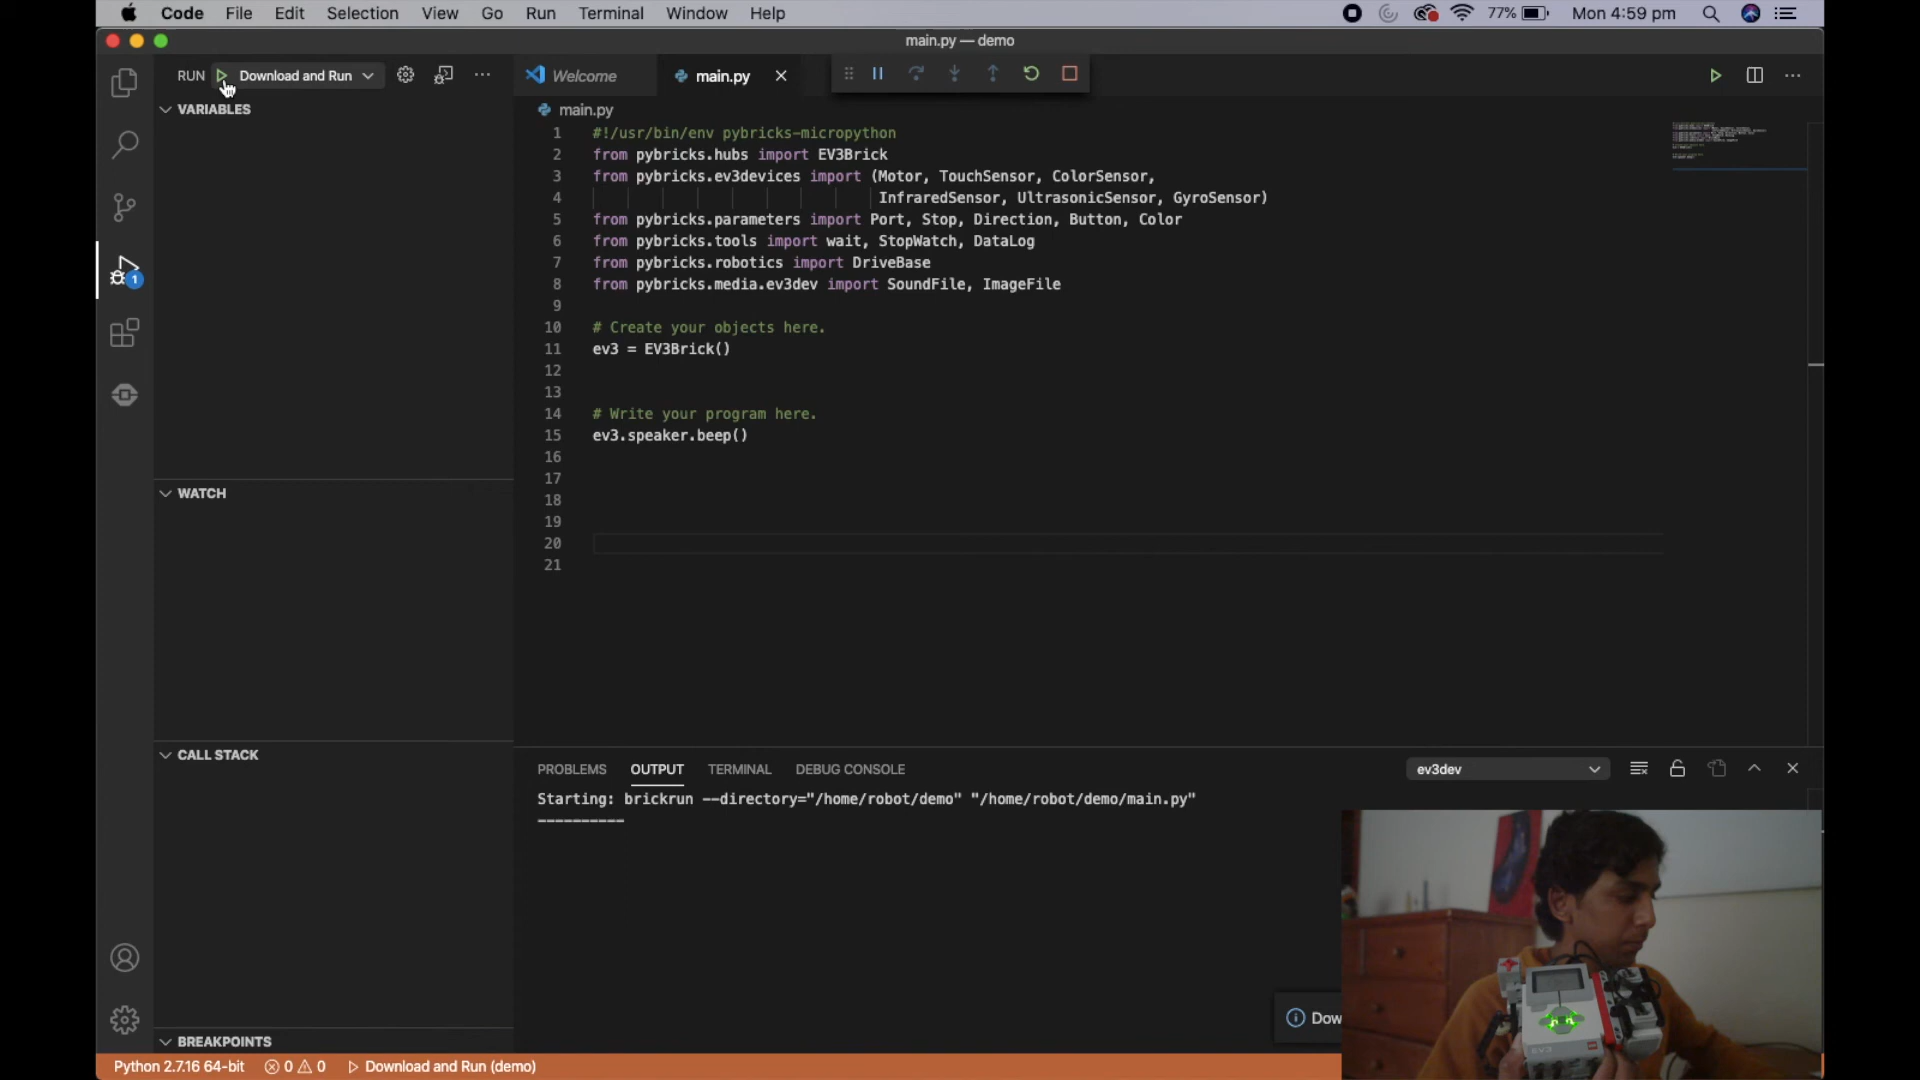 Code File Edit Selection View Go Run Terminal Window Help 77% Mon 4:59 pm
main.py — demo
RUN Download and Run ··· Welcome main.py
VARIABLES
main.py
1 #!/usr/bin/env pybricks-micropython
2 from pybricks.hubs import EV3Brick
3 from pybricks.ev3devices import (Motor, TouchSensor, ColorSensor,
4 InfraredSensor, UltrasonicSensor, GyroSensor)
5 from pybricks.parameters import Port, Stop, Direction, Button, Color
6 from pybricks.tools import wait, StopWatch, DataLog
7 from pybricks.robotics import DriveBase
8 from pybricks.media.ev3dev import SoundFile, ImageFile
9
10 # Create your objects here.
11 ev3 = EV3Brick()
12
13
14 # Write your program here.
15 ev3.speaker.beep()
16
17
18
19
20
21
1
WATCH
CALL STACK
BREAKPOINTS
PROBLEMS OUTPUT TERMINAL DEBUG CONSOLE ev3dev
Starting: brickrun --directory="/home/robot/demo" "/home/robot/demo/main.py"
----------
Dow
EV3
Python 2.7.16 64-bit 0 0 Download and Run (demo)